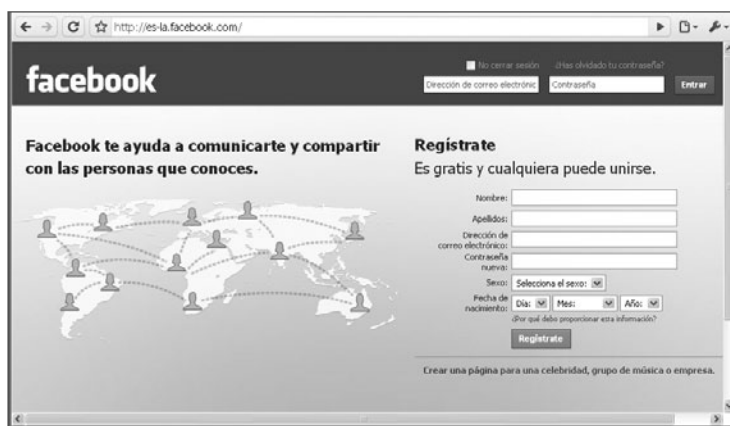 http://es-la.facebook.com/
facebook
No cerrar sesión
¿Has olvidado tu contraseña?
Dirección de correo electrónic
Contraseña
Entrar
Facebook te ayuda a comunicarte y compartir
con las personas que conoces.
Regístrate
Es gratis y cualquiera puede unirse.
Nombre:
Apellidos:
Dirección de
correo electrónico:
Contraseña
nueva:
Sexo: Selecciona el sexo:
Fecha de
nacimiento: Día: Mes: Año:
¿Por qué debo proporcionar esta información?
Regístrate
Crear una página para una celebridad, grupo de música o empresa.